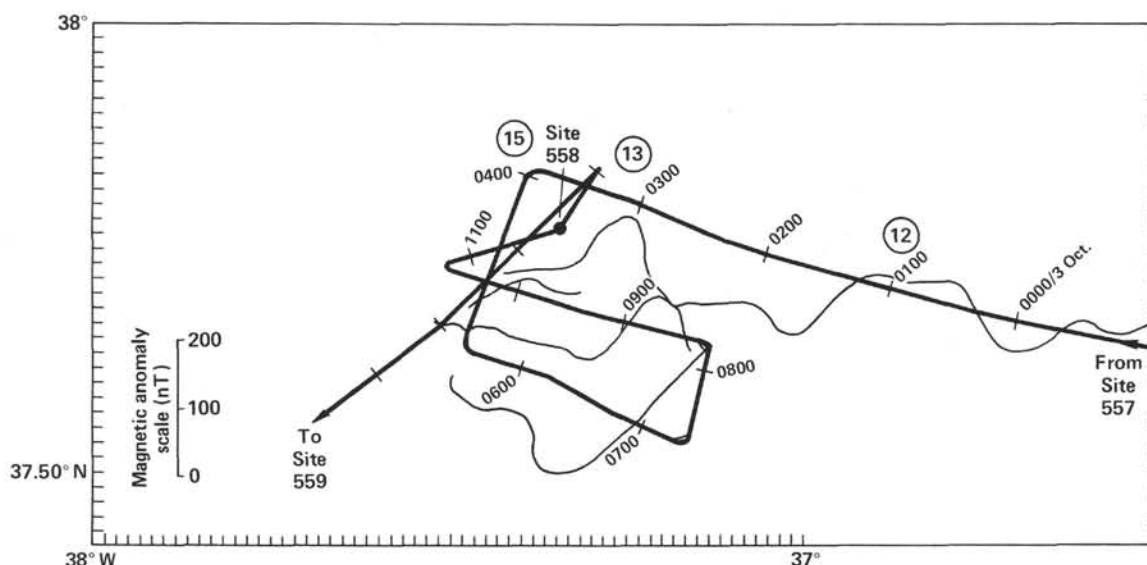 38°
15
Site
558
13
0400
0300
1100
0200
12
0100
0000/3 Oct.
0900
Magnetic anomaly
scale (nT)
200
100
0
0600
0800
From
Site
557
0700
To
Site
559
37.50° N
38° W
37°